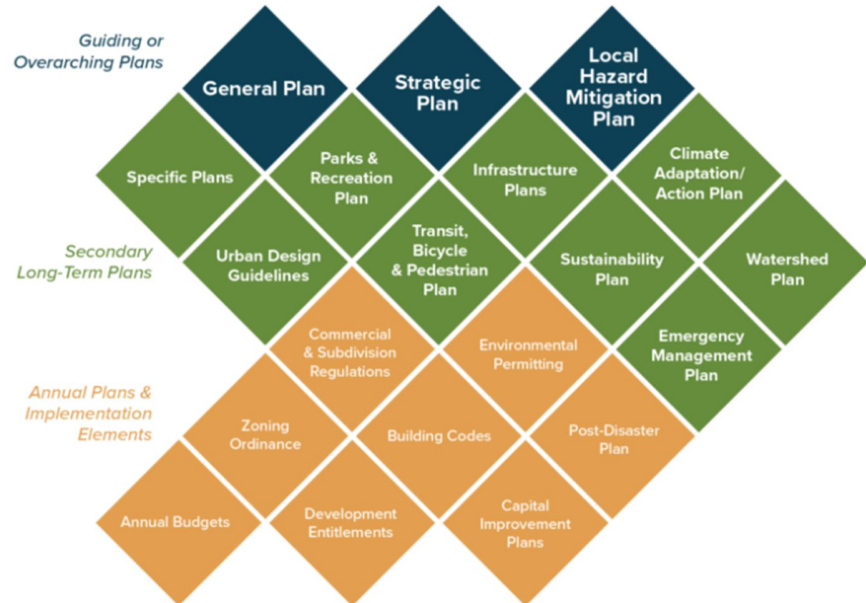 Guiding or
Overarching Plans
General Plan
Strategic
Plan
Local
Hazard
Mitigation
Plan
Specific Plans
Parks &
Recreation
Plan
Infrastructure
Plans
Climate
Adaptation/
Action Plan
Secondary
Long-Term Plans
Urban Design
Guidelines
Transit,
Bicycle
& Pedestrian
Plan
Sustainability
Plan
Watershed
Plan
Commercial
& Subdivision
Regulations
Environmental
Permitting
Emergency
Management
Plan
Annual Plans &
Implementation
Elements
Zoning
Ordinance
Building Codes
Post-Disaster
Plan
Annual Budgets
Development
Entitlements
Capital
Improvement
Plans